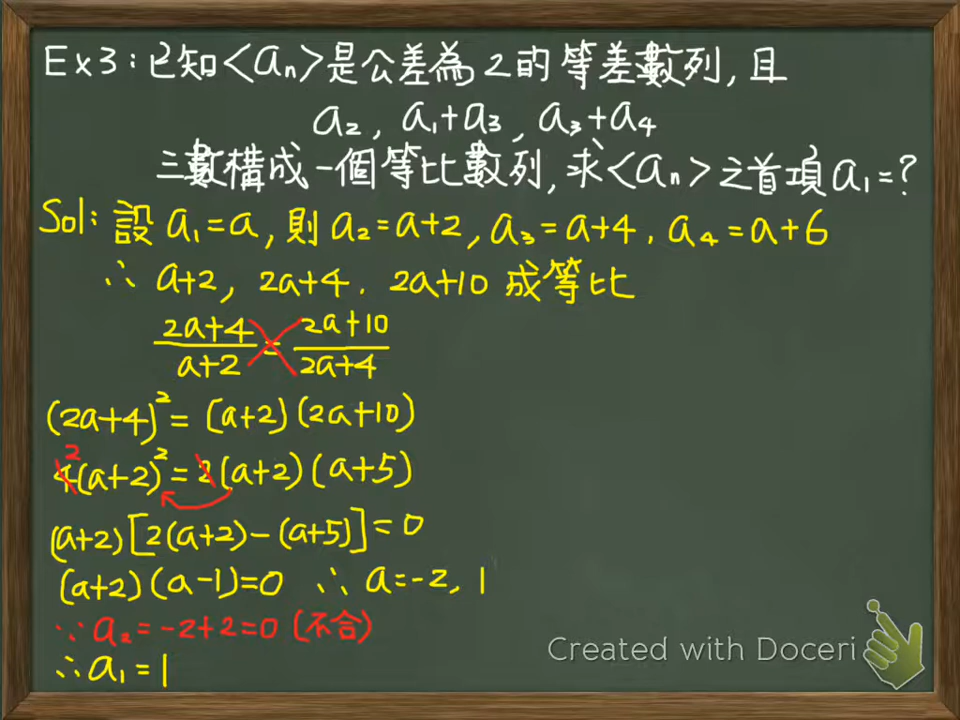 Ex3:已知<aₙ>是公差為2的等差數列,且
a₂, a₁+a₃, a₃+a₄
三數構成一個等比數列,求<aₙ>之首項a₁=?
Sol: 設 a₁=a, 則 a₂=a+2, a₃=a+4, a₄=a+6
∴ a+2, 2a+4, 2a+10 成等比
(2a+4)/(a+2) = (2a+10)/(2a+4)
(2a+4)² = (a+2)(2a+10)
2
4(a+2)² = 2(a+2)(a+5)
(a+2)[2(a+2)-(a+5)]=0
(a+2)(a-1)=0 ∴ a=-2, 1
∵ a₂=-2+2=0 (不合)
∴ a₁=1
Created with Doceri